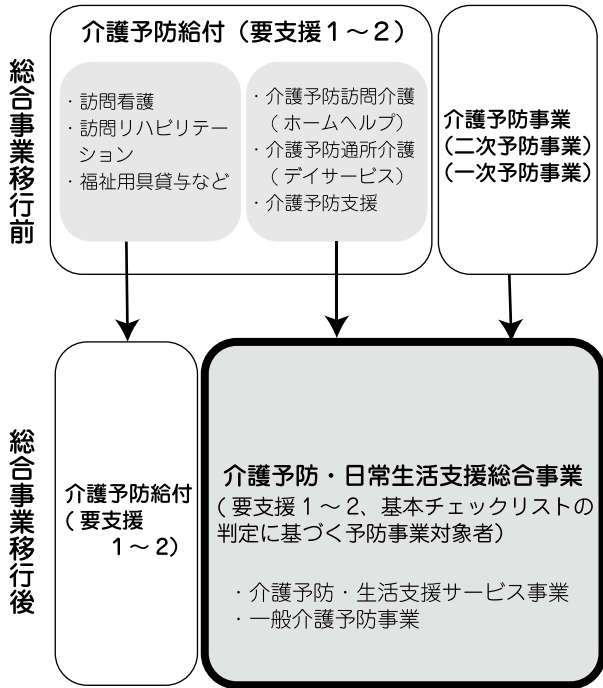 総合事業移行前
介護予防給付（要支援１～２）
・訪問看護
・訪問リハビリテー
ション
・福祉用具貸与など
・介護予防訪問介護
（ホームヘルプ）
・介護予防通所介護
（デイサービス）
・介護予防支援
介護予防事業
（二次予防事業）
（一次予防事業）
総合事業移行後
介護予防給付
（要支援
１～２）
介護予防・日常生活支援総合事業
（要支援１～２、基本チェックリストの
判定に基づく予防事業対象者）
・介護予防・生活支援サービス事業
・一般介護予防事業